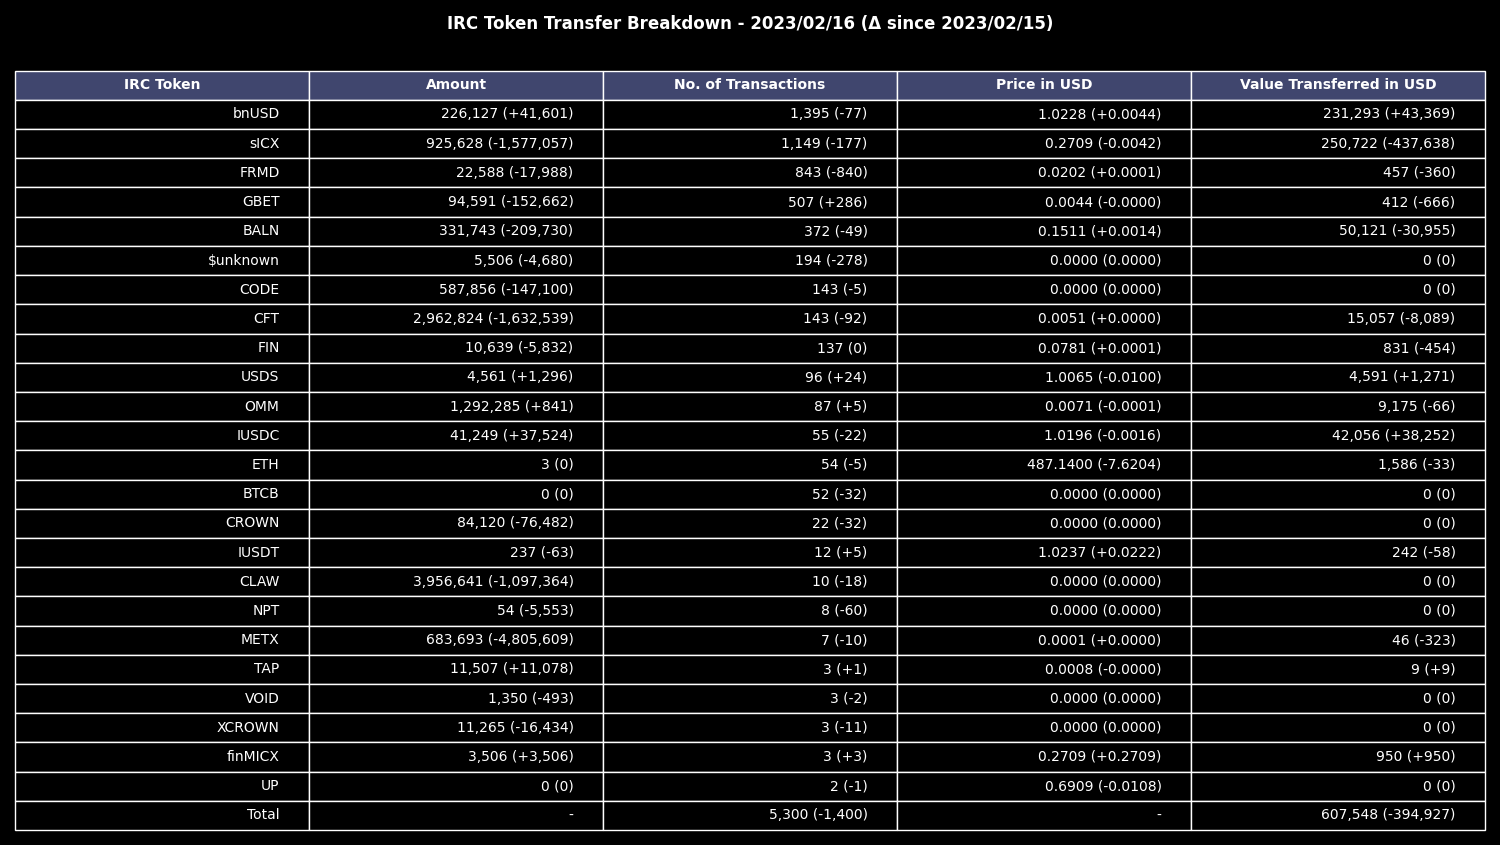 IRC Token Transfer Breakdown - 2023/02/16 (Δ since 2023/02/15)
IRC Token Amount No. of Transactions Price in USD Value Transferred in USD
bnUSD 226,127 (+41,601) 1,395 (-77) 1.0228 (+0.0044) 231,293 (+43,369)
sICX 925,628 (-1,577,057) 1,149 (-177) 0.2709 (-0.0042) 250,722 (-437,638)
FRMD 22,588 (-17,988) 843 (-840) 0.0202 (+0.0001) 457 (-360)
GBET 94,591 (-152,662) 507 (+286) 0.0044 (-0.0000) 412 (-666)
BALN 331,743 (-209,730) 372 (-49) 0.1511 (+0.0014) 50,121 (-30,955)
$unknown 5,506 (-4,680) 194 (-278) 0.0000 (0.0000) 0 (0)
CODE 587,856 (-147,100) 143 (-5) 0.0000 (0.0000) 0 (0)
CFT 2,962,824 (-1,632,539) 143 (-92) 0.0051 (+0.0000) 15,057 (-8,089)
FIN 10,639 (-5,832) 137 (0) 0.0781 (+0.0001) 831 (-454)
USDS 4,561 (+1,296) 96 (+24) 1.0065 (-0.0100) 4,591 (+1,271)
OMM 1,292,285 (+841) 87 (+5) 0.0071 (-0.0001) 9,175 (-66)
IUSDC 41,249 (+37,524) 55 (-22) 1.0196 (-0.0016) 42,056 (+38,252)
ETH 3 (0) 54 (-5) 487.1400 (-7.6204) 1,586 (-33)
BTCB 0 (0) 52 (-32) 0.0000 (0.0000) 0 (0)
CROWN 84,120 (-76,482) 22 (-32) 0.0000 (0.0000) 0 (0)
IUSDT 237 (-63) 12 (+5) 1.0237 (+0.0222) 242 (-58)
CLAW 3,956,641 (-1,097,364) 10 (-18) 0.0000 (0.0000) 0 (0)
NPT 54 (-5,553) 8 (-60) 0.0000 (0.0000) 0 (0)
METX 683,693 (-4,805,609) 7 (-10) 0.0001 (+0.0000) 46 (-323)
TAP 11,507 (+11,078) 3 (+1) 0.0008 (-0.0000) 9 (+9)
VOID 1,350 (-493) 3 (-2) 0.0000 (0.0000) 0 (0)
XCROWN 11,265 (-16,434) 3 (-11) 0.0000 (0.0000) 0 (0)
finMICX 3,506 (+3,506) 3 (+3) 0.2709 (+0.2709) 950 (+950)
UP 0 (0) 2 (-1) 0.6909 (-0.0108) 0 (0)
Total - 5,300 (-1,400) - 607,548 (-394,927)